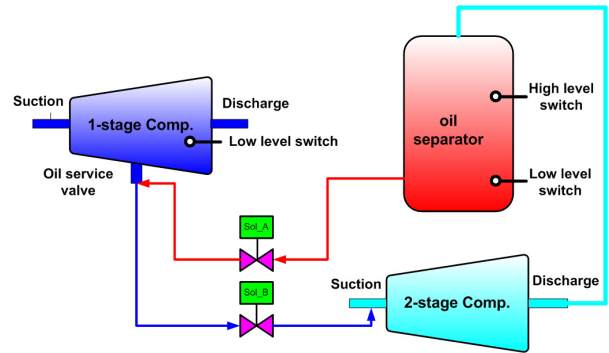 Suction
Discharge
1-stage Comp.
Low level switch
Oil service
valve
oil
separator
High level
switch
Low level
switch
Sol_A
Sol_B
Suction
Discharge
2-stage Comp.